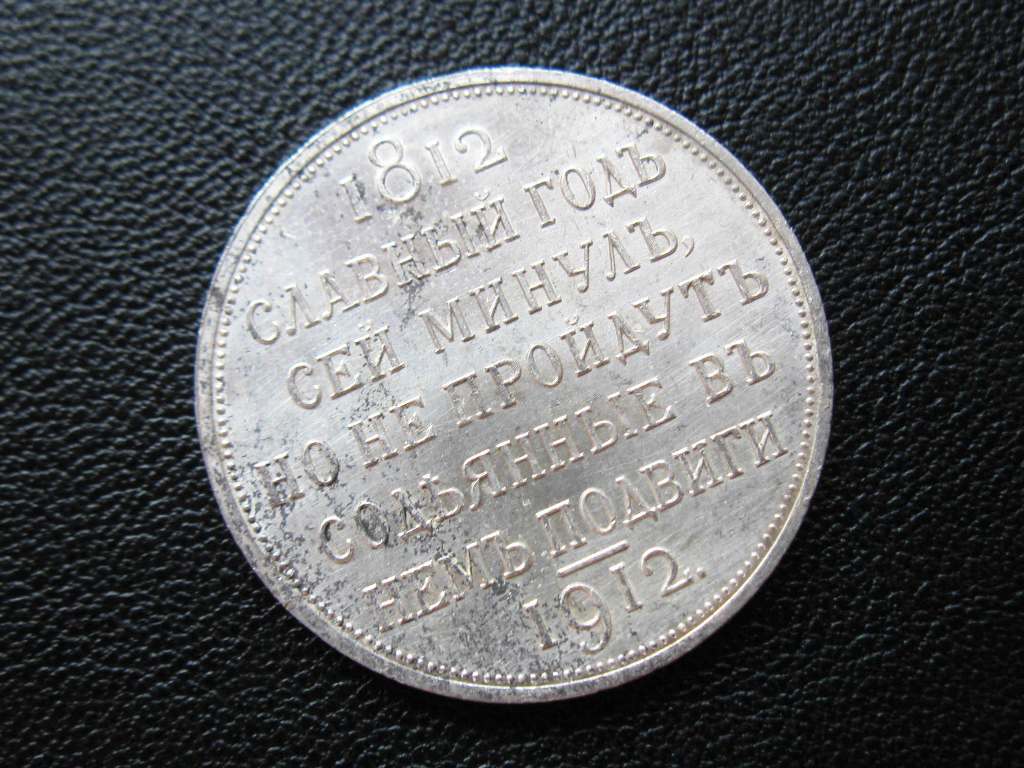 1812
СЛАВНЫЙ ГОДЪ
СЕЙ МИНУЛЪ,
НО НЕ ПРОЙДУТЪ
СОДѢЯННЫЕ ВЪ
НЕМЪ ПОДВИГИ
1912.